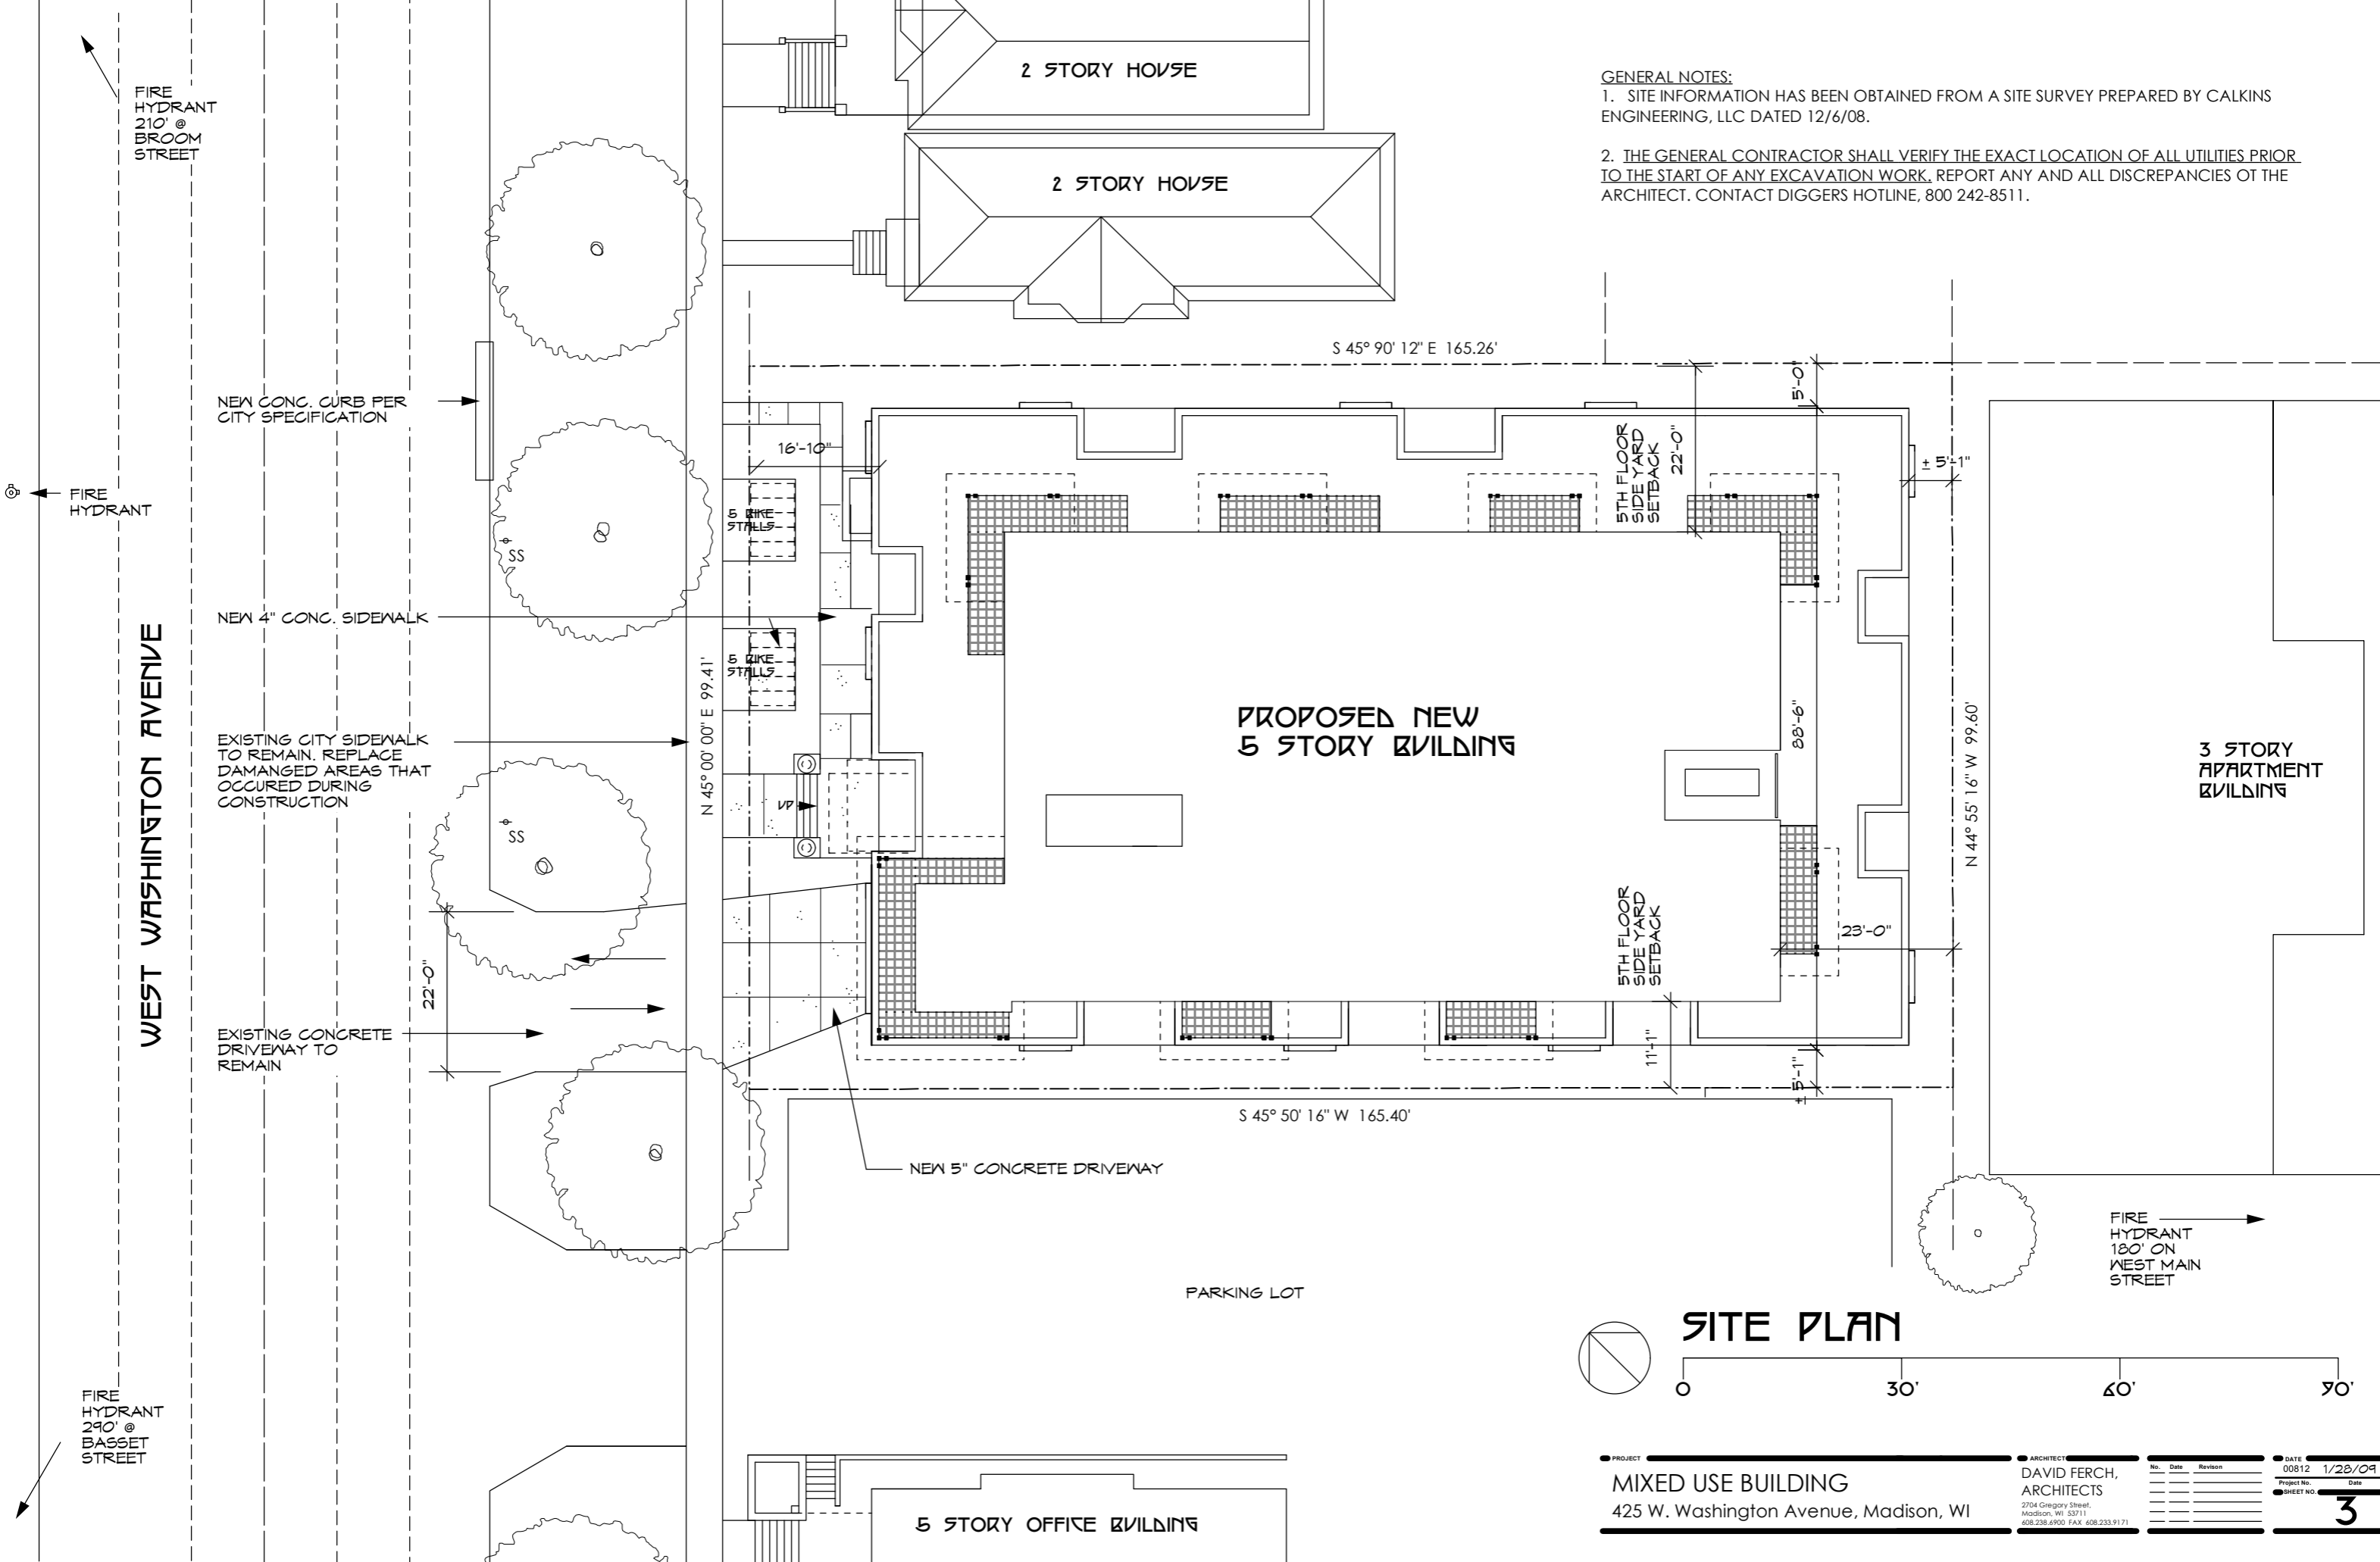 2 STORY HOUSE
FIRE
HYDRANT
210' @
BROOM
STREET
GENERAL NOTES:
1. SITE INFORMATION HAS BEEN OBTAINED FROM A SITE SURVEY PREPARED BY CALKINS
ENGINEERING, LLC DATED 12/6/08.
2. THE GENERAL CONTRACTOR SHALL VERIFY THE EXACT LOCATION OF ALL UTILITIES PRIOR
TO THE START OF ANY EXCAVATION WORK. REPORT ANY AND ALL DISCREPANCIES OT THE
ARCHITECT. CONTACT DIGGERS HOTLINE, 800 242-8511.
2 STORY HOUSE
S 45° 90' 12" E 165.26'
5'-0"
NEW CONC. CURB PER
CITY SPECIFICATION
16'-10"
5TH FLOOR
SIDE YARD
SETBACK
22'-0"
± 5'-1"
FIRE
HYDRANT
5 BIKE
STALLS
SS
NEW 4" CONC. SIDEWALK
5 BIKE
STALLS
N 45° 00' 00" E 99.41'
WEST WASHINGTON AVENUE
EXISTING CITY SIDEWALK
TO REMAIN. REPLACE
DAMANGED AREAS THAT
OCCURED DURING
CONSTRUCTION
PROPOSED NEW
5 STORY BUILDING
88'-6"
N 44° 55' 16" W 99.60'
3 STORY
APARTMENT
BUILDING
UP
SS
5TH FLOOR
SIDE YARD
SETBACK
23'-0"
22'-0"
EXISTING CONCRETE
DRIVEWAY TO
REMAIN
11'-1"
± 5'-1"
S 45° 50' 16" W 165.40'
NEW 5" CONCRETE DRIVEWAY
FIRE
HYDRANT
180' ON
WEST MAIN
STREET
PARKING LOT
SITE PLAN
0 30' 60' 90'
FIRE
HYDRANT
290' @
BASSET
STREET
5 STORY OFFICE BUILDING
PROJECT
MIXED USE BUILDING
425 W. Washington Avenue, Madison, WI
ARCHITECT
DAVID FERCH,
ARCHITECTS
2704 Gregory Street,
Madison, WI 53711
608.238.6900 FAX 608.233.9171
No. Date Revison
DATE
00812 1/28/09
Project No. Date
SHEET NO.
3